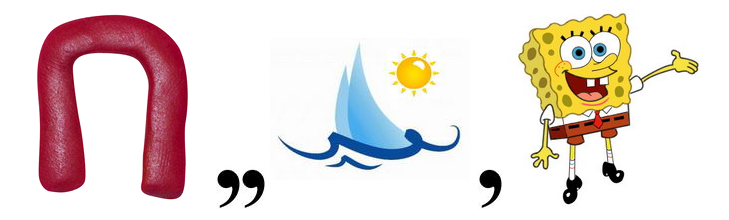 П ,, ,